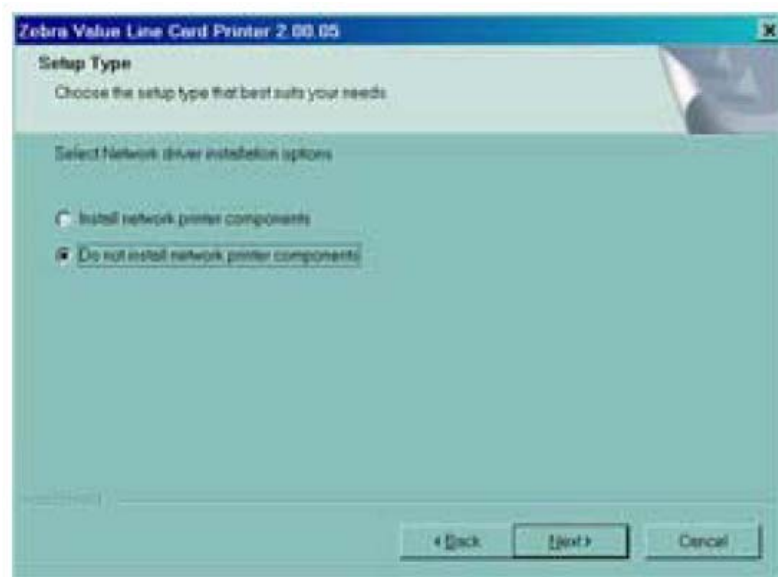 Zebra Value Line Card Printer 2.00.05
Setup Type
Choose the setup type that best suits your needs
Select Network driver installation options
Install network printer components
Do not install network printer components
< Back
Next >
Cancel